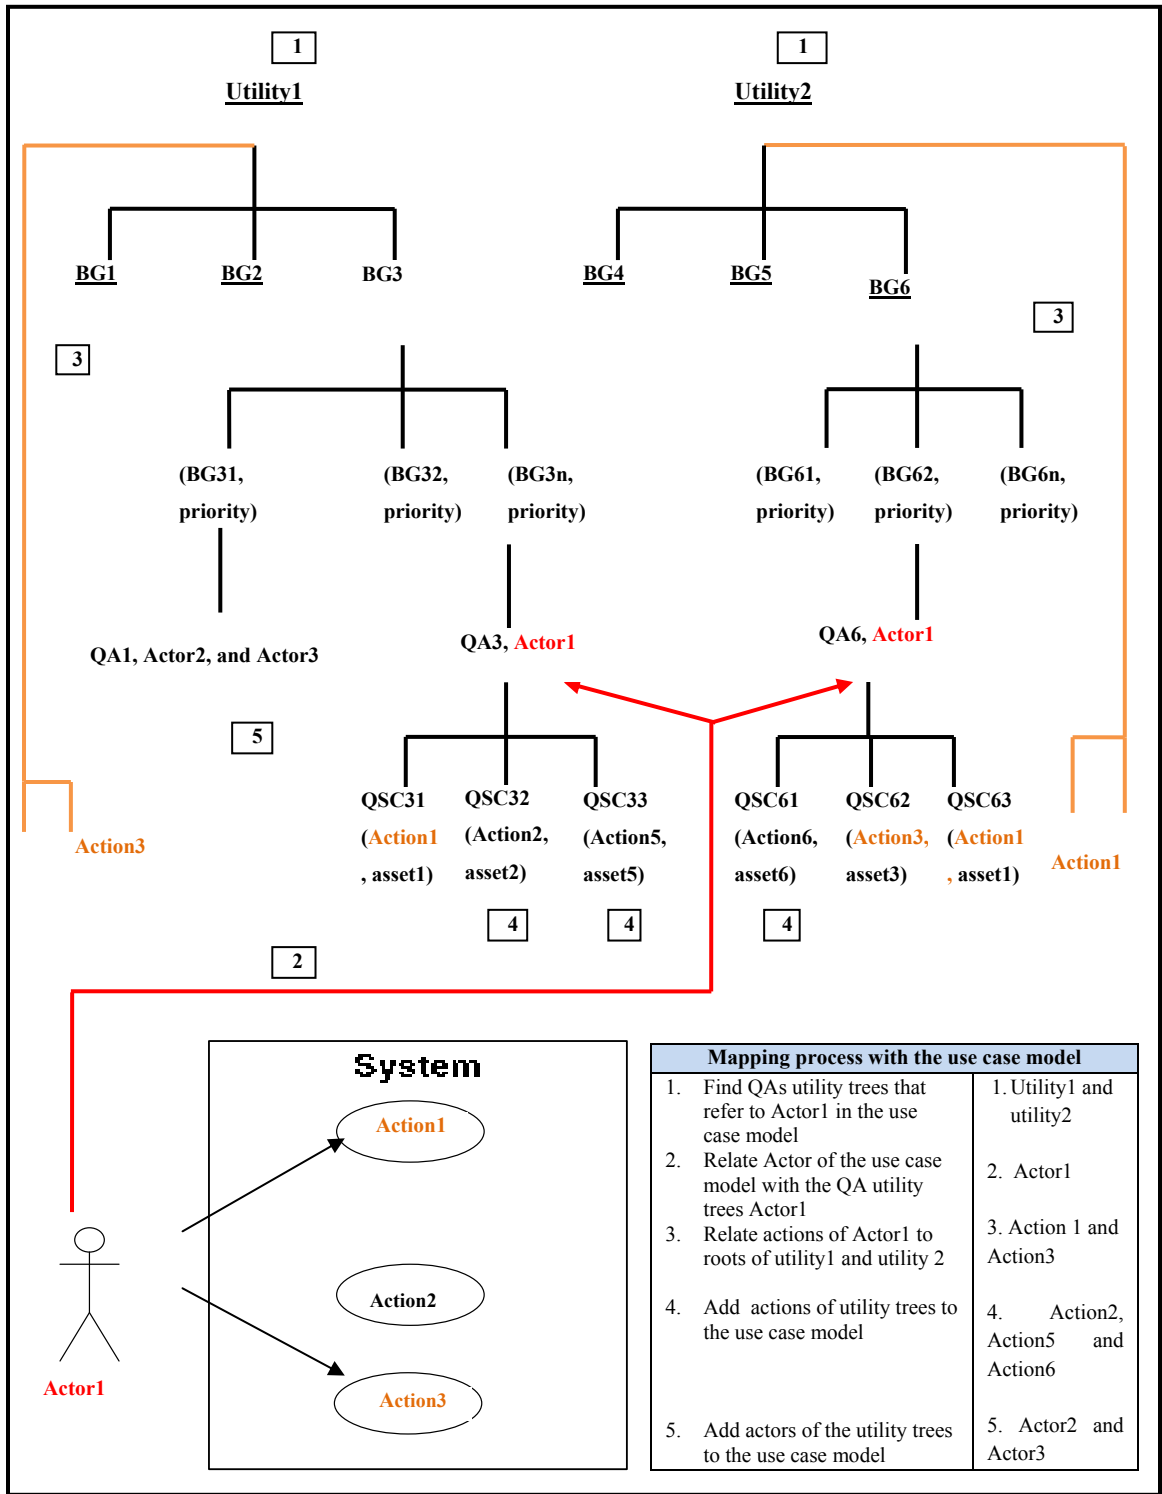 1
1
Utility1
Utility2
BG1
BG2
BG3
BG4
BG5
BG6
3
3
(BG31,
priority)
(BG32,
priority)
(BG3n,
priority)
(BG61,
priority)
(BG62,
priority)
(BG6n,
priority)
QA1, Actor2, and Actor3
QA3, Actor1
QA6, Actor1
5
QSC31
(Action1
, asset1)
QSC32
(Action2,
asset2)
QSC33
(Action5,
asset5)
QSC61
(Action6,
asset6)
QSC62
(Action3,
asset3)
QSC63
(Action1
, asset1)
Action3
Action1
4
4
4
2
System
Action1
Action2
Action3
Actor1
Mapping process with the use case model
1. Find QAs utility trees that
refer to Actor1 in the use
case model
2. Relate Actor of the use case
model with the QA utility
trees Actor1
3. Relate actions of Actor1 to
roots of utility1 and utility 2
4. Add actions of utility trees to
the use case model
5. Add actors of the utility trees
to the use case model
1. Utility1 and
utility2
2. Actor1
3. Action 1 and
Action3
4. Action2,
Action5 and
Action6
5. Actor2 and
Actor3